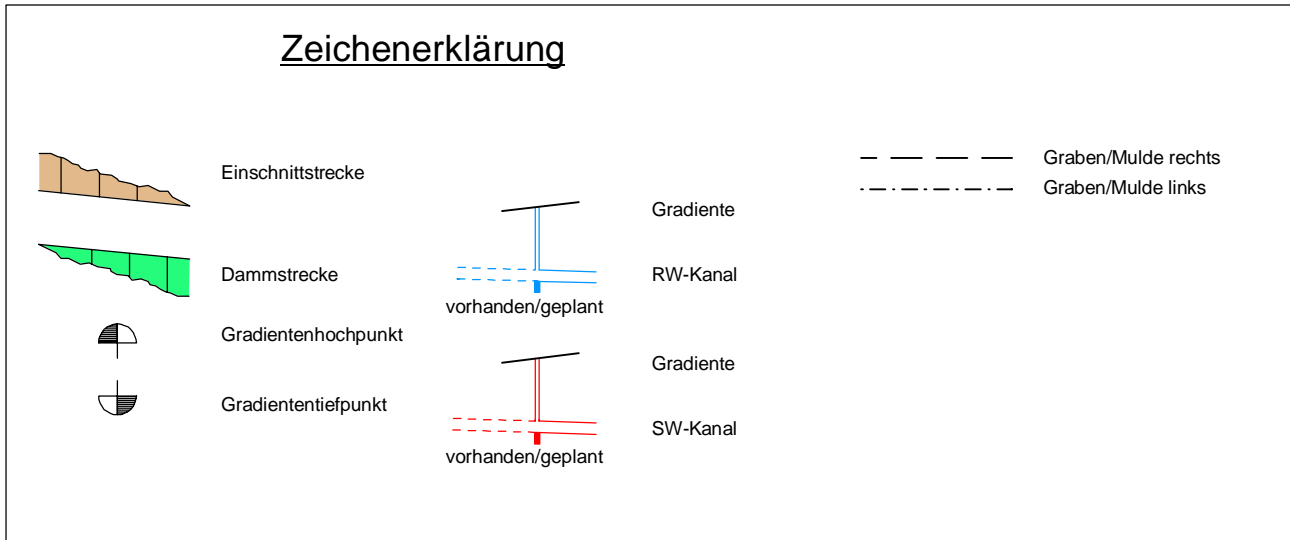 Zeichenerklärung
Einschnittstrecke
Dammstrecke
Gradientenhochpunkt
Gradiententiefpunkt
Gradiente
RW-Kanal
vorhanden/geplant
Gradiente
SW-Kanal
vorhanden/geplant
Graben/Mulde rechts
Graben/Mulde links